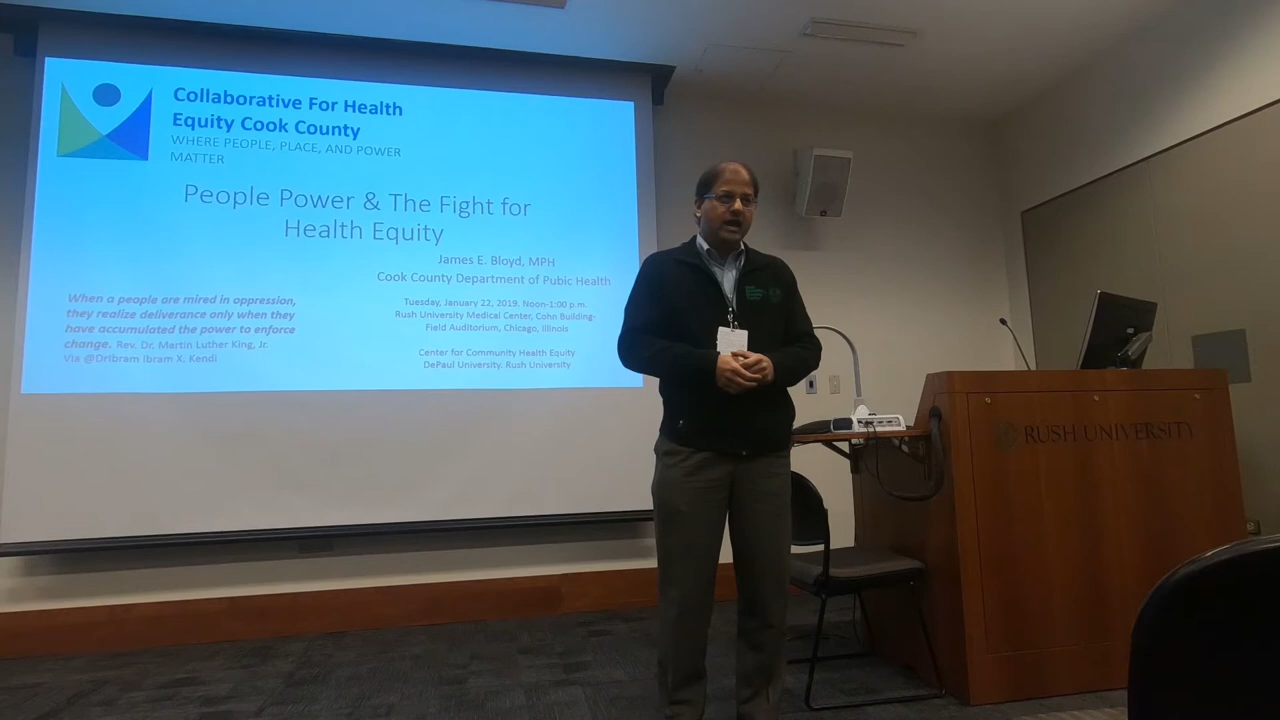 Collaborative For Health
Equity Cook County
WHERE PEOPLE, PLACE, AND POWER
MATTER
People Power & The Fight for
Health Equity
James E. Bloyd, MPH
Cook County Department of Pubic Health
When a people are mired in oppression,
they realize deliverance only when they
have accumulated the power to enforce
change. Rev. Dr. Martin Luther King, Jr.
Via @DrIbram Ibram X. Kendi
Tuesday, January 22, 2019. Noon-1:00 p.m.
Rush University Medical Center, Cohn Building-
Field Auditorium, Chicago, Illinois
Center for Community Health Equity
DePaul University. Rush University
RUSH UNIVERSITY